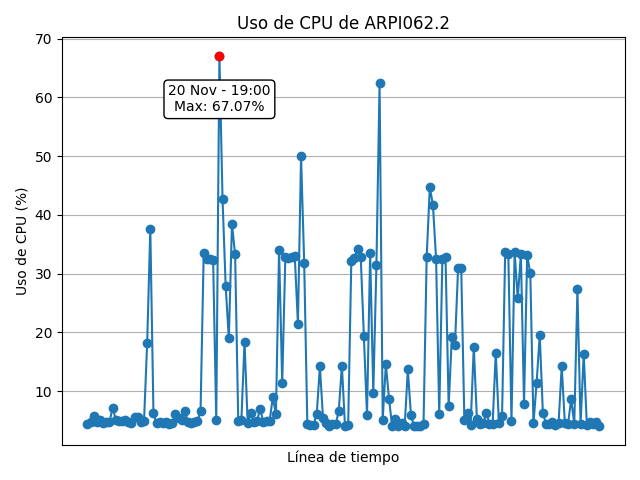 Uso de CPU de ARPI062.2
70
60
50
40
30
20
10
Uso de CPU (%)
20 Nov - 19:00
Max: 67.07%
Línea de tiempo